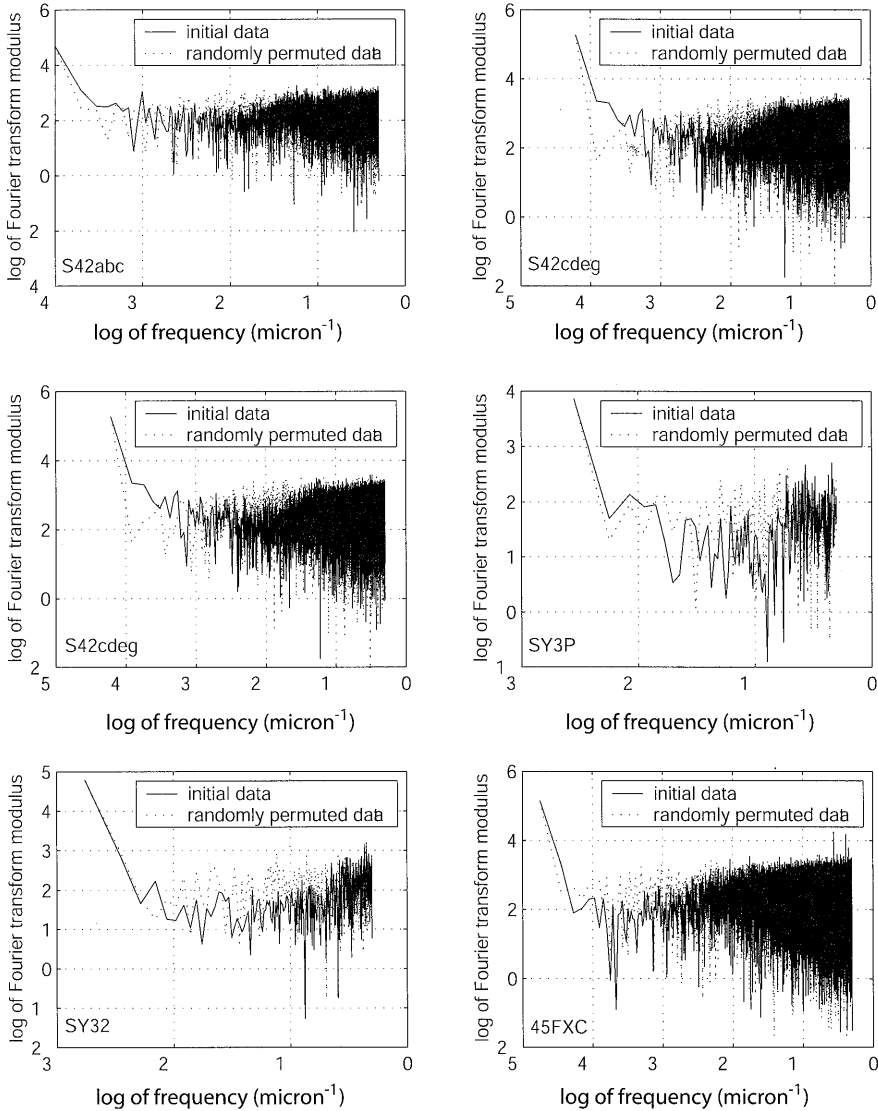 6
4
2
0
2
4
log of Fourier transform modulus
initial data
randomly permuted data
S42abc
4 3 2 1 0
log of frequency (micron-1)
6
4
2
0
2
log of Fourier transform modulus
initial data
randomly permuted data
S42cdeg
5 4 3 2 1 0
log of frequency (micron-1)
6
4
2
0
2
log of Fourier transform modulus
initial data
randomly permuted data
S42cdeg
5 4 3 2 1 0
log of frequency (micron-1)
4
3
2
1
0
1
log of Fourier transform modulus
initial data
randomly permuted data
SY3P
3 2 1 0
log of frequency (micron-1)
5
4
3
2
1
0
1
2
log of Fourier transform modulus
initial data
randomly permuted data
SY32
3 2 1 0
log of frequency (micron-1)
6
4
2
0
2
log of Fourier transform modulus
initial data
randomly permuted data
45FXC
5 4 3 2 1 0
log of frequency (micron-1)